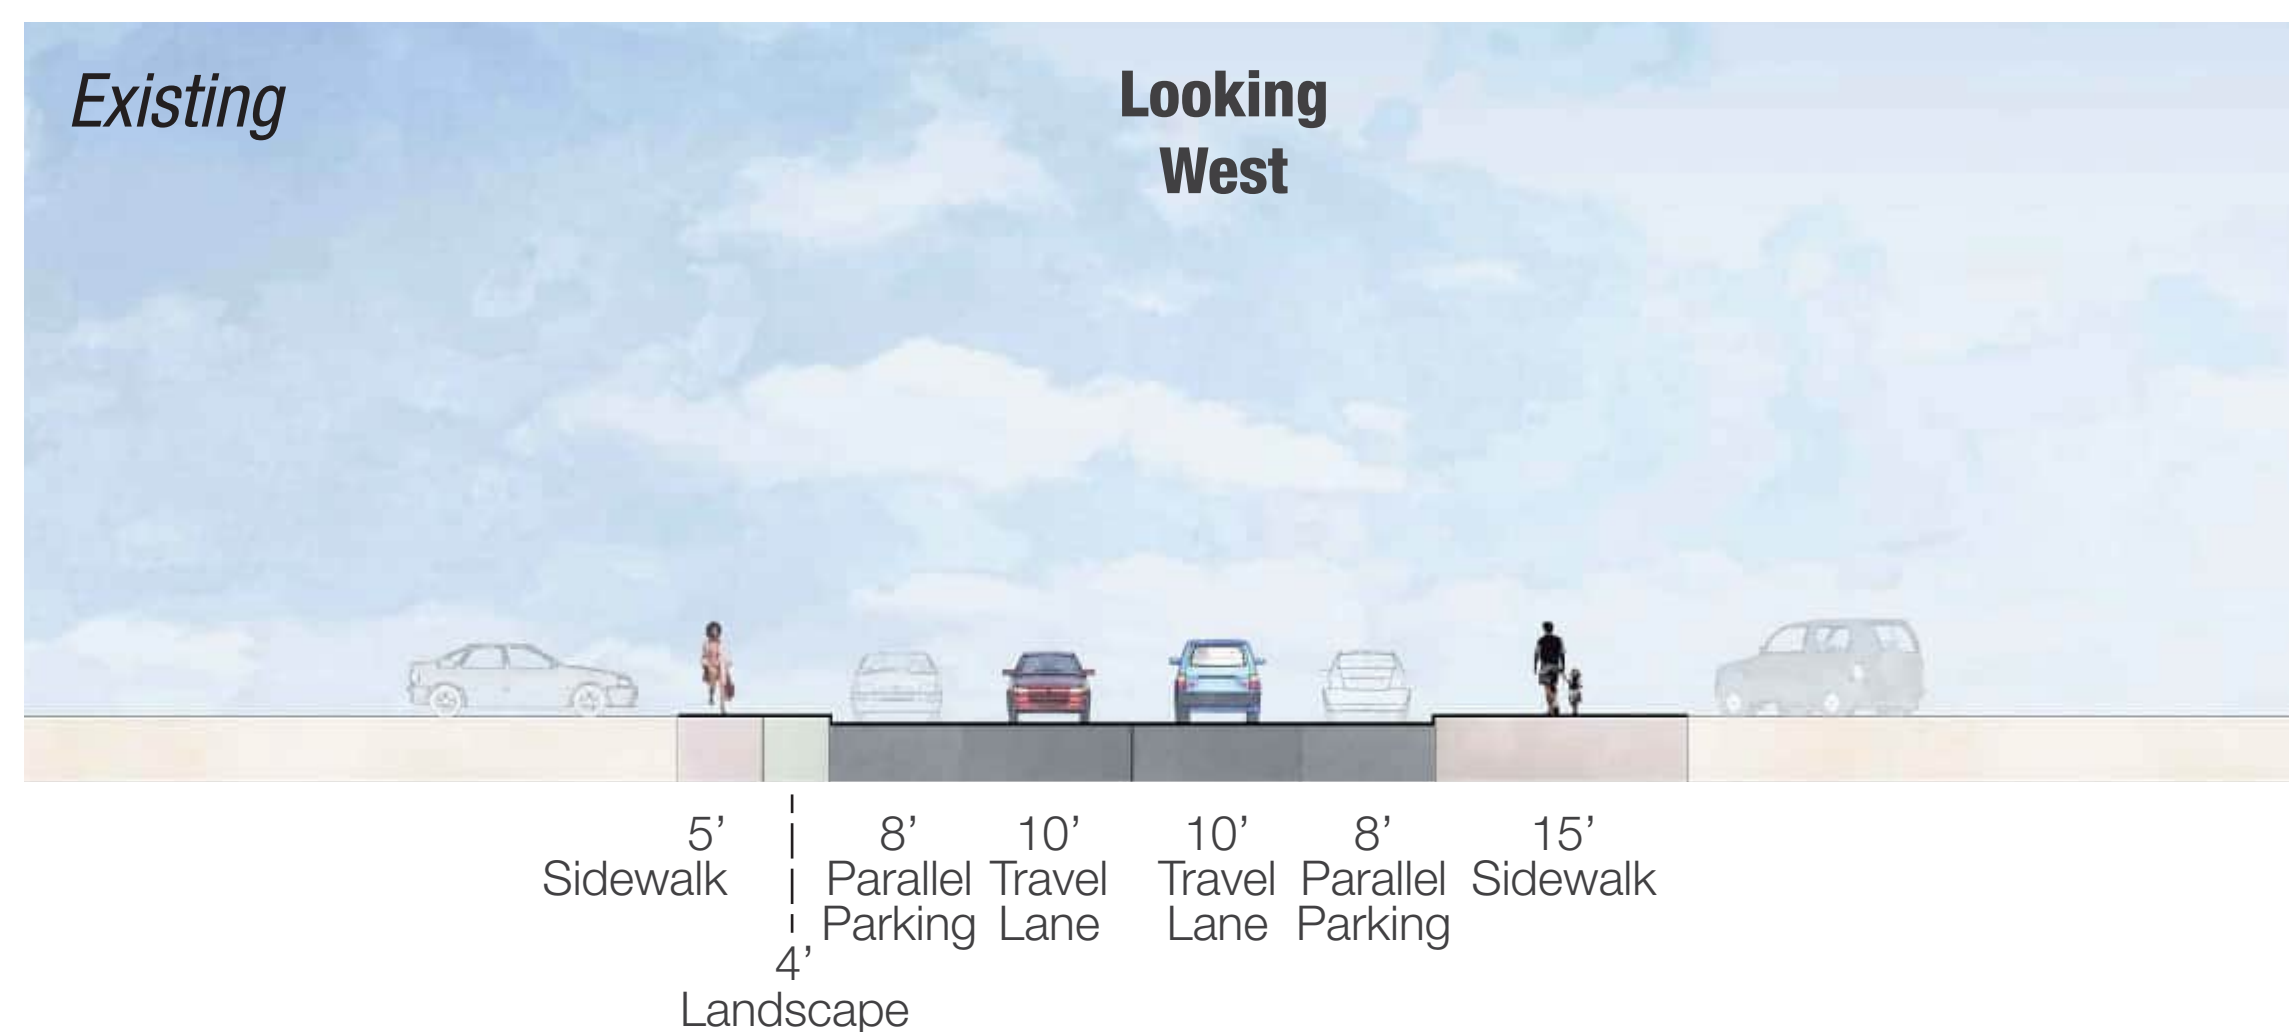 Existing
Looking
West
5’
Sidewalk
4’
Landscape
8’
Parallel
Parking
10’
Travel
Lane
10’
Travel
Lane
8’
Parallel
Parking
15’
Sidewalk